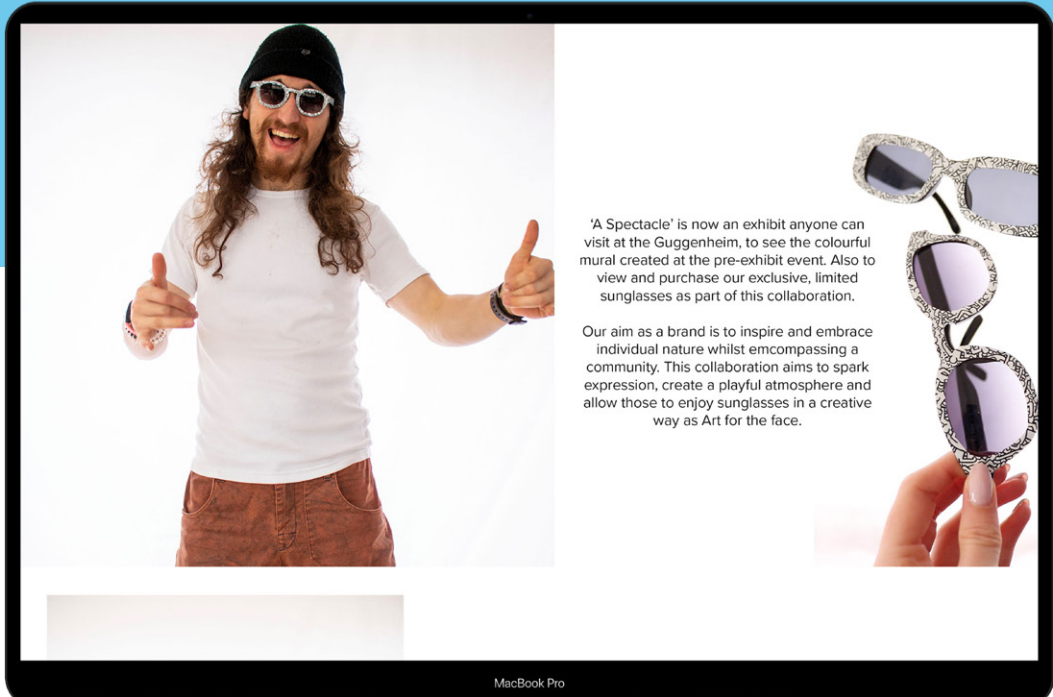 ‘A Spectacle’ is now an exhibit anyone can
visit at the Guggenheim, to see the colourful
mural created at the pre-exhibit event. Also to
view and purchase our exclusive, limited
sunglasses as part of this collaboration.
Our aim as a brand is to inspire and embrace
individual nature whilst emcompassing a
community. This collaboration aims to spark
expression, create a playful atmosphere and
allow those to enjoy sunglasses in a creative
way as Art for the face.
MacBook Pro